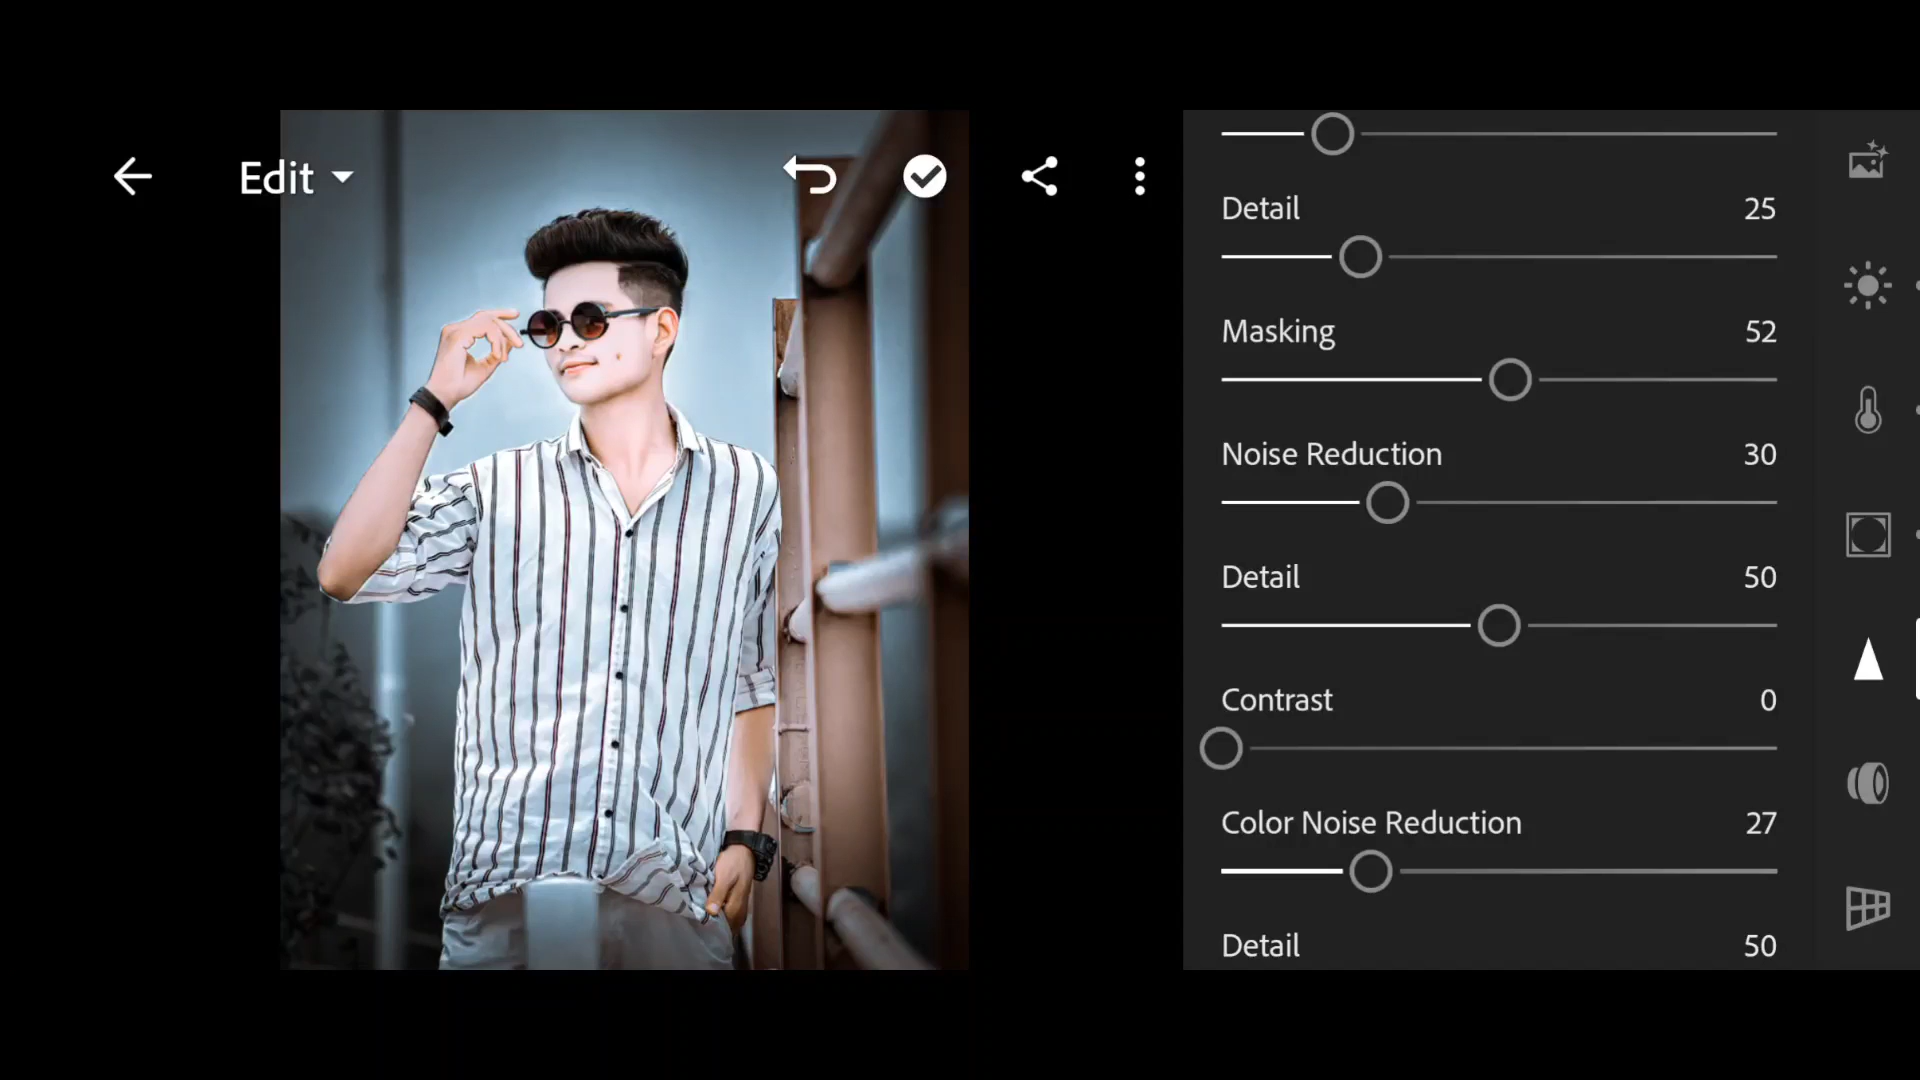 Edit
Detail 25
Masking 52
Noise Reduction 30
Detail 50
Contrast 0
Color Noise Reduction 27
Detail 50